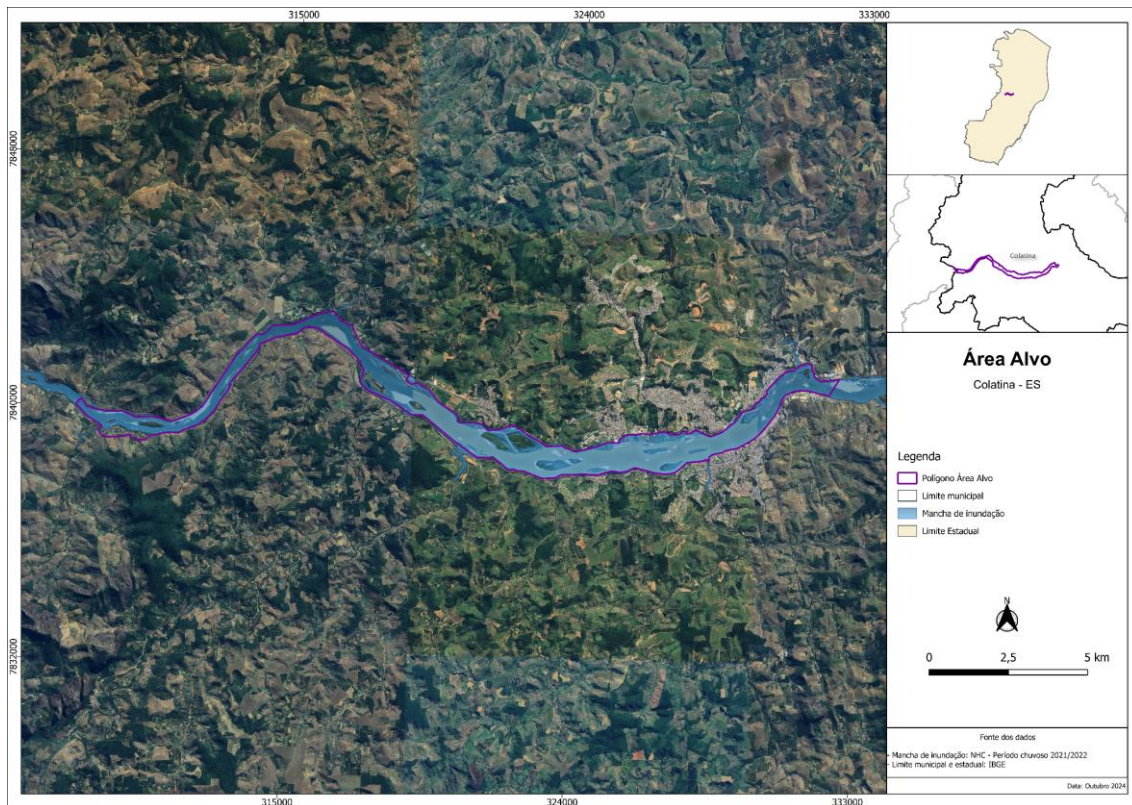 315000 324000 333000
7848000
7840000
7832000
315000 324000 333000
Colatina
Área Alvo
Colatina - ES
Legenda
Polígono Área Alvo
Limite municipal
Mancha de inundação
Limite Estadual
N
0 2,5 5 km
Fonte dos dados
- Mancha de inundação: NHC - Período chuvoso 2021/2022
- Limite municipal e estadual: IBGE
Data: Outubro 2024